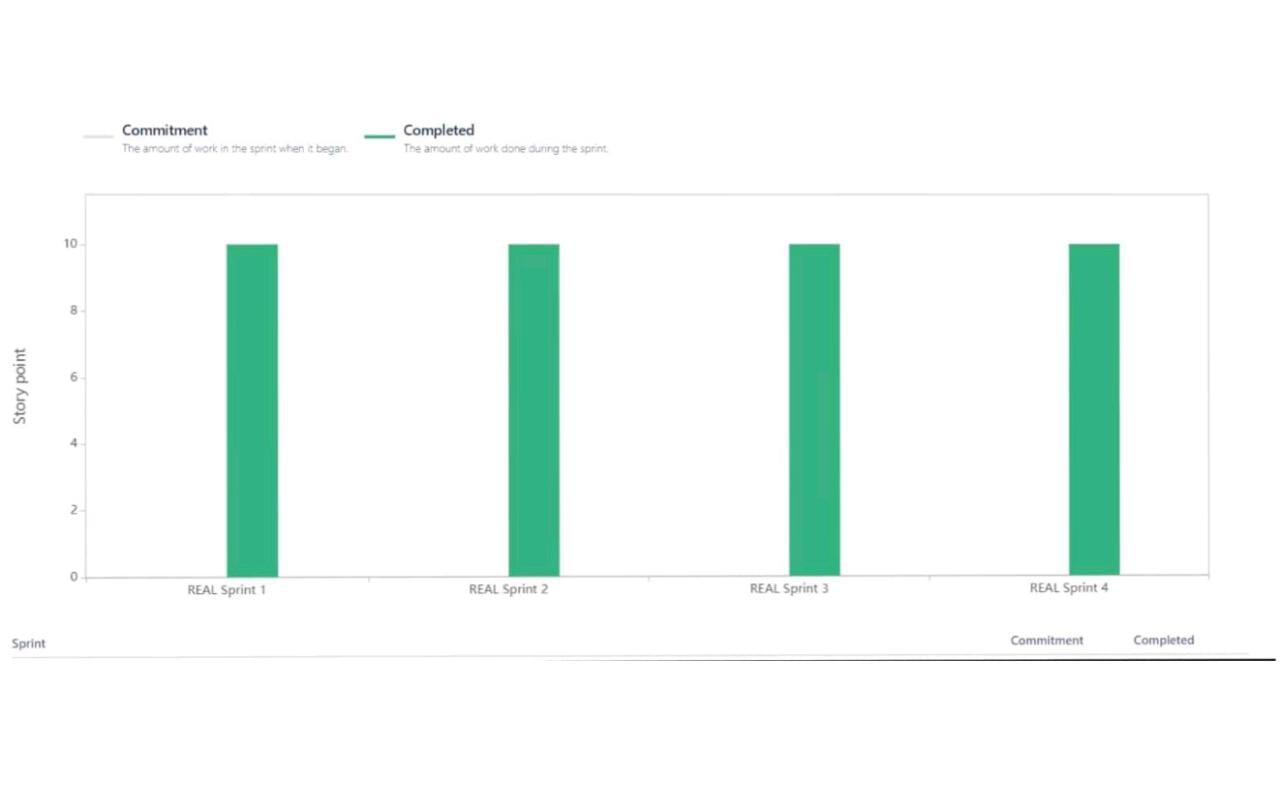 Commitment
The amount of work in the sprint when it began.
Completed
The amount of work done during the sprint.
Story point
10
8
6
4
2
0
REAL Sprint 1
REAL Sprint 2
REAL Sprint 3
REAL Sprint 4
Sprint
Commitment
Completed